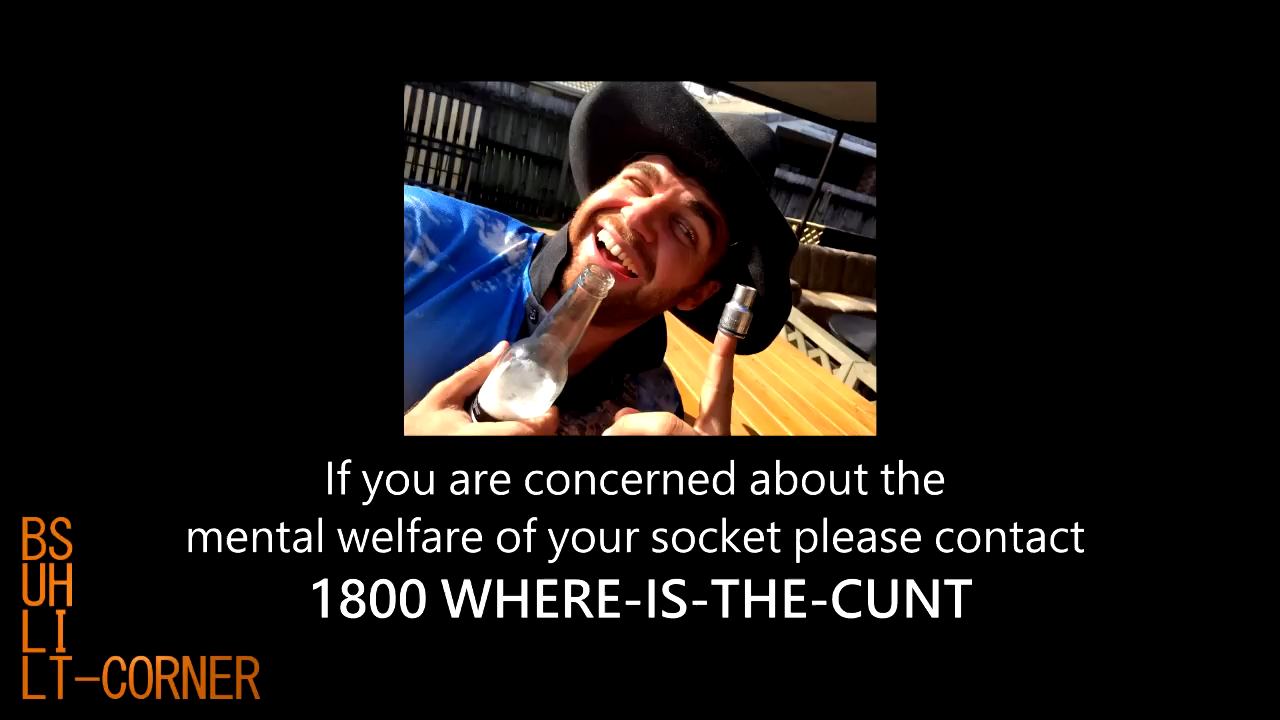 If you are concerned about the
mental welfare of your socket please contact
1800 WHERE-IS-THE-CUNT
BS
UH
LI
LT-CORNER